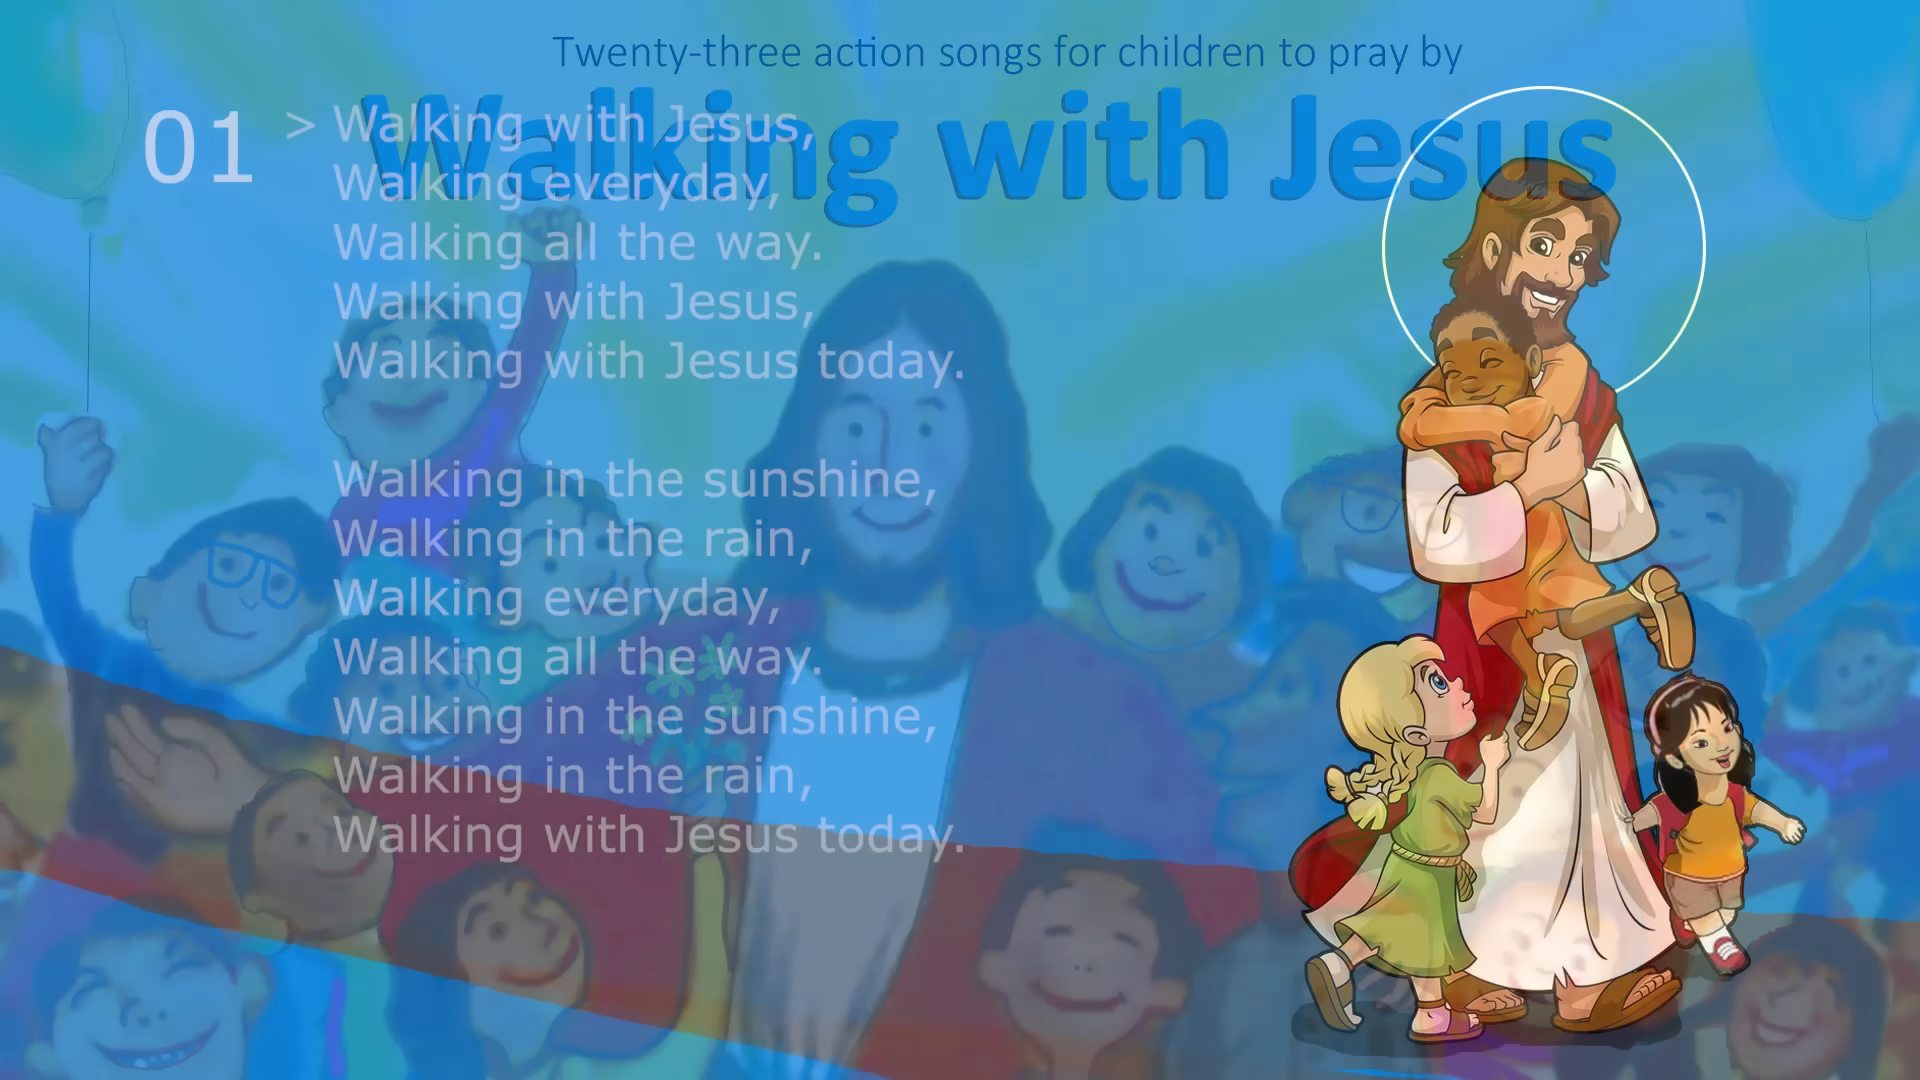 Twenty-three action songs for children to pray by
Walking with Jesus
01 > Walking with Jesus,
Walking everyday,
Walking all the way.
Walking with Jesus,
Walking with Jesus today.
Walking in the sunshine,
Walking in the rain,
Walking everyday,
Walking all the way.
Walking in the sunshine,
Walking in the rain,
Walking with Jesus today.